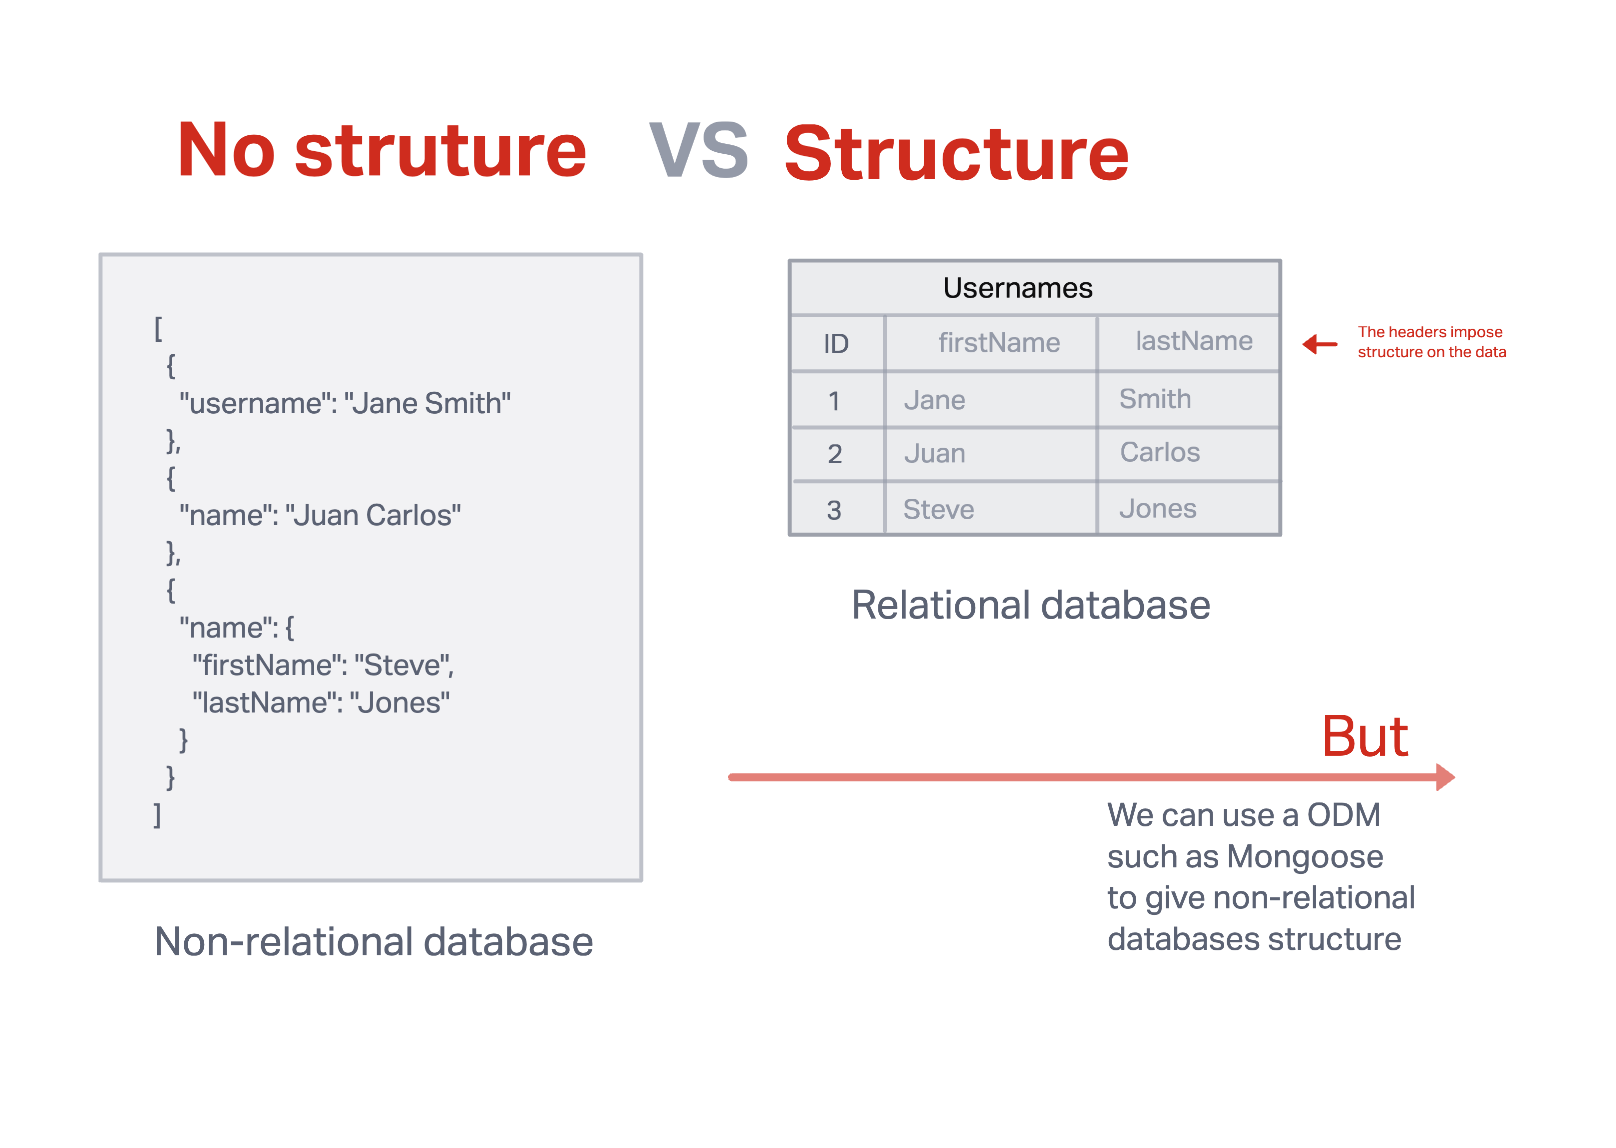 No struture VS Structure
[
{
"username": "Jane Smith"
},
{
"name": "Juan Carlos"
},
{
"name": {
"firstName": "Steve",
"lastName": "Jones"
}
}
]
Non-relational database
Usernames
ID firstName lastName
1 Jane Smith
2 Juan Carlos
3 Steve Jones
The headers impose
structure on the data
Relational database
But
We can use a ODM
such as Mongoose
to give non-relational
databases structure